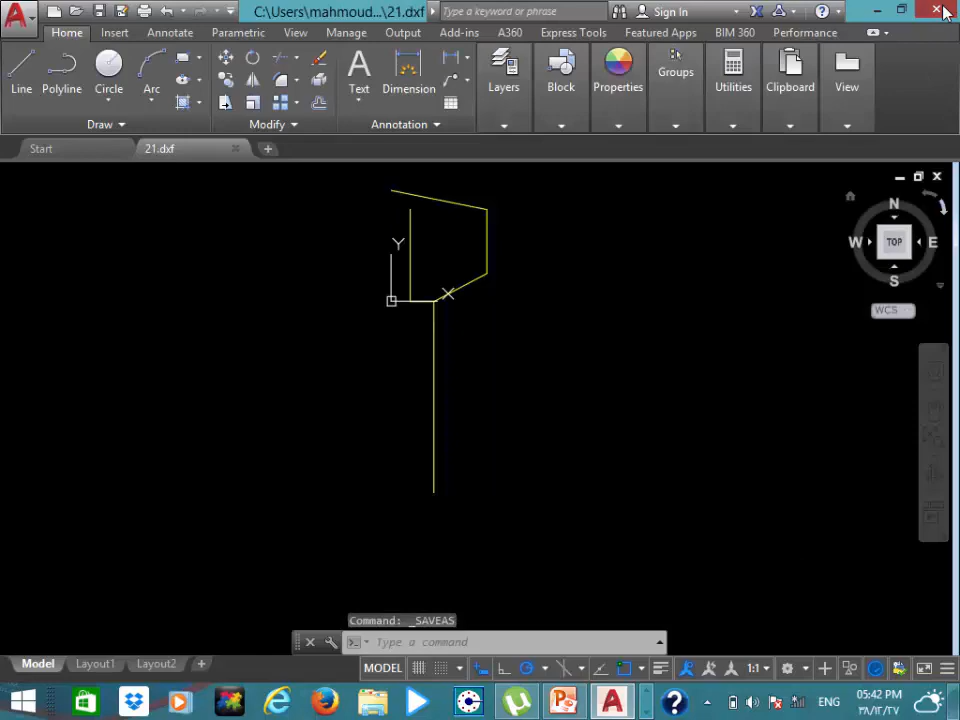 C:\Users\mahmoud...\21.dxf
Type a keyword or phrase
Sign In
Home Insert Annotate Parametric View Manage Output Add-ins A360 Express Tools Featured Apps BIM 360 Performance
Line Polyline Circle Arc
Text Dimension
Layers Block Properties Groups Utilities Clipboard View
Draw Modify Annotation
Start 21.dxf
N
W TOP E
S
WCS
Y
X
Command: _SAVEAS
Type a command
Model Layout1 Layout2
MODEL 1:1
ENG 05:42 PM
٣٨/١٢/٢٧